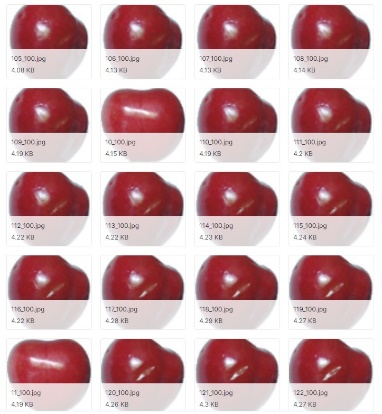 105_100.jpg
4.08 KB
106_100.jpg
4.13 KB
107_100.jpg
4.13 KB
108_100.jpg
4.14 KB
109_100.jpg
4.19 KB
10_100.jpg
4.15 KB
110_100.jpg
4.19 KB
111_100.jpg
4.2 KB
112_100.jpg
4.22 KB
113_100.jpg
4.22 KB
114_100.jpg
4.23 KB
115_100.jpg
4.24 KB
116_100.jpg
4.22 KB
117_100.jpg
4.28 KB
118_100.jpg
4.29 KB
119_100.jpg
4.27 KB
11_100.jpg
4.19 KB
120_100.jpg
4.26 KB
121_100.jpg
4.3 KB
122_100.jpg
4.27 KB